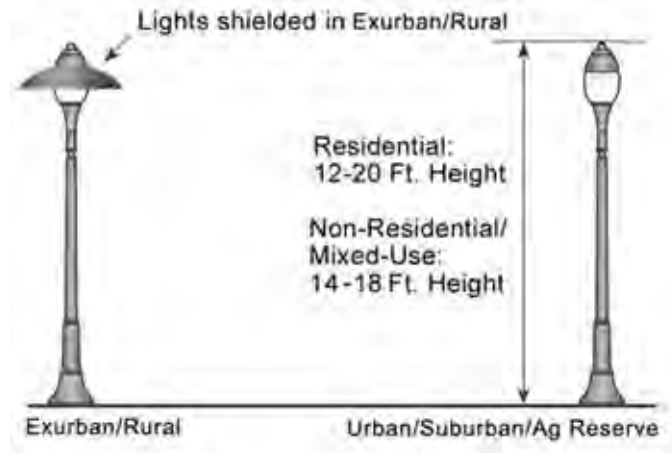 Lights shielded in Exurban/Rural
Residential:
12-20 Ft. Height
Non-Residential/
Mixed-Use:
14-18 Ft. Height
Exurban/Rural
Urban/Suburban/Ag Reserve